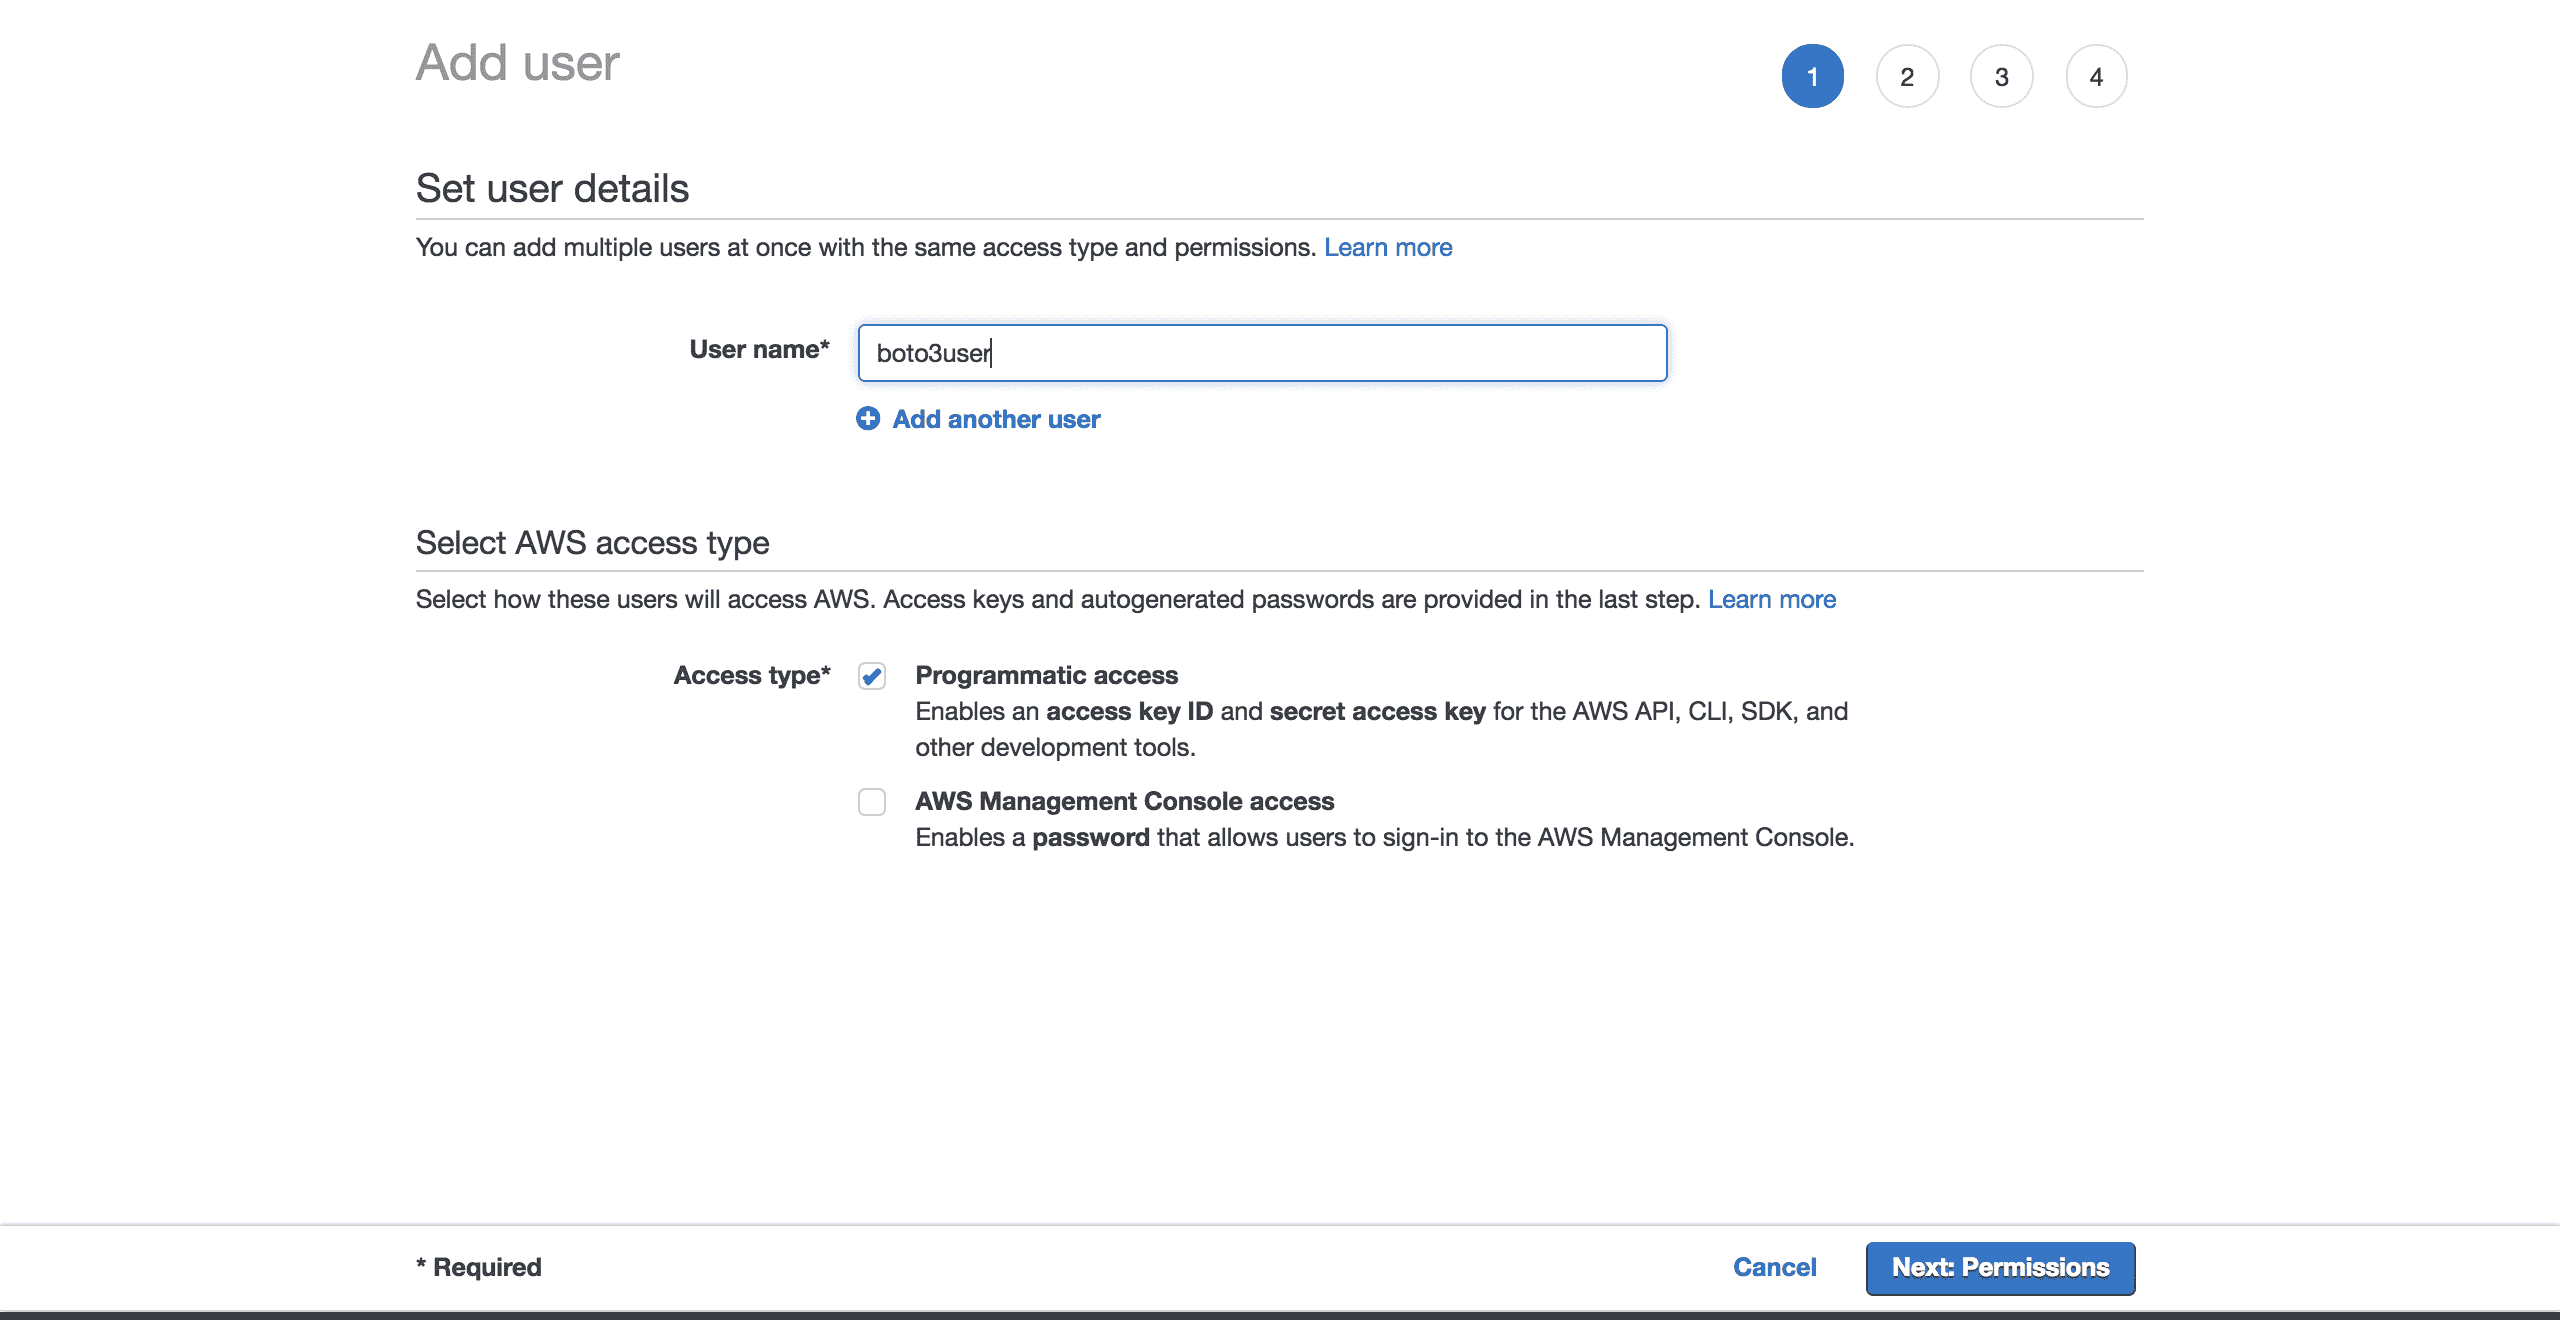 Add user
1 2 3 4
Set user details
You can add multiple users at once with the same access type and permissions. Learn more
User name* boto3user
Add another user
Select AWS access type
Select how these users will access AWS. Access keys and autogenerated passwords are provided in the last step. Learn more
Access type* Programmatic access
Enables an access key ID and secret access key for the AWS API, CLI, SDK, and
other development tools.
AWS Management Console access
Enables a password that allows users to sign-in to the AWS Management Console.
* Required Cancel Next: Permissions